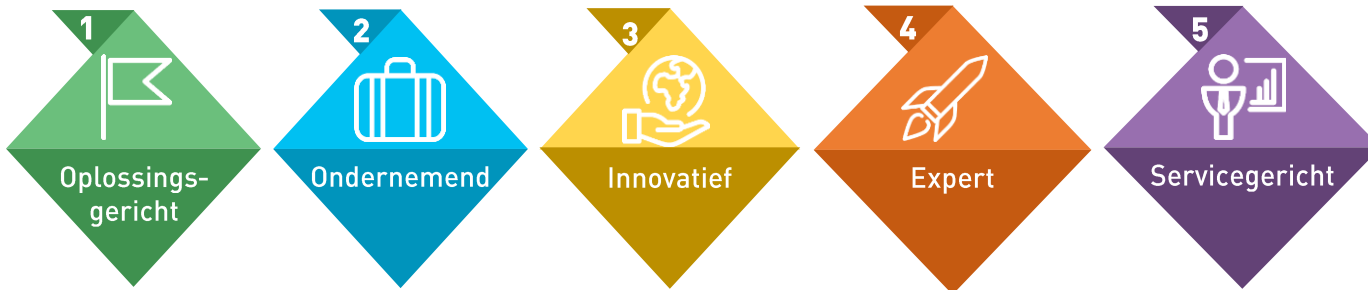 1
Oplossings-
gericht
2
Ondernemend
3
Innovatief
4
Expert
5
Servicegericht